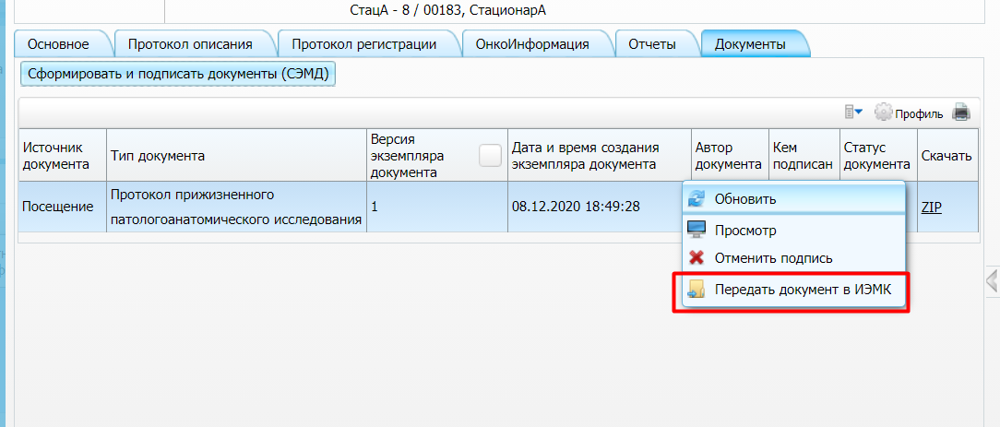 СтацА - 8 / 00183, СтационарА
Основное
Протокол описания
Протокол регистрации
ОнкоИнформация
Отчеты
Документы
Сформировать и подписать документы (СЭМД)
Профиль
Источник
документа
Тип документа
Версия
экземпляра
документа
Дата и время создания
экземпляра документа
Автор
документа
Кем
подписан
Статус
документа
Скачать
Посещение
Протокол прижизненного
патологоанатомического исследования
1
08.12.2020 18:49:28
ZIP
Обновить
Просмотр
Отменить подпись
Передать документ в ИЭМК